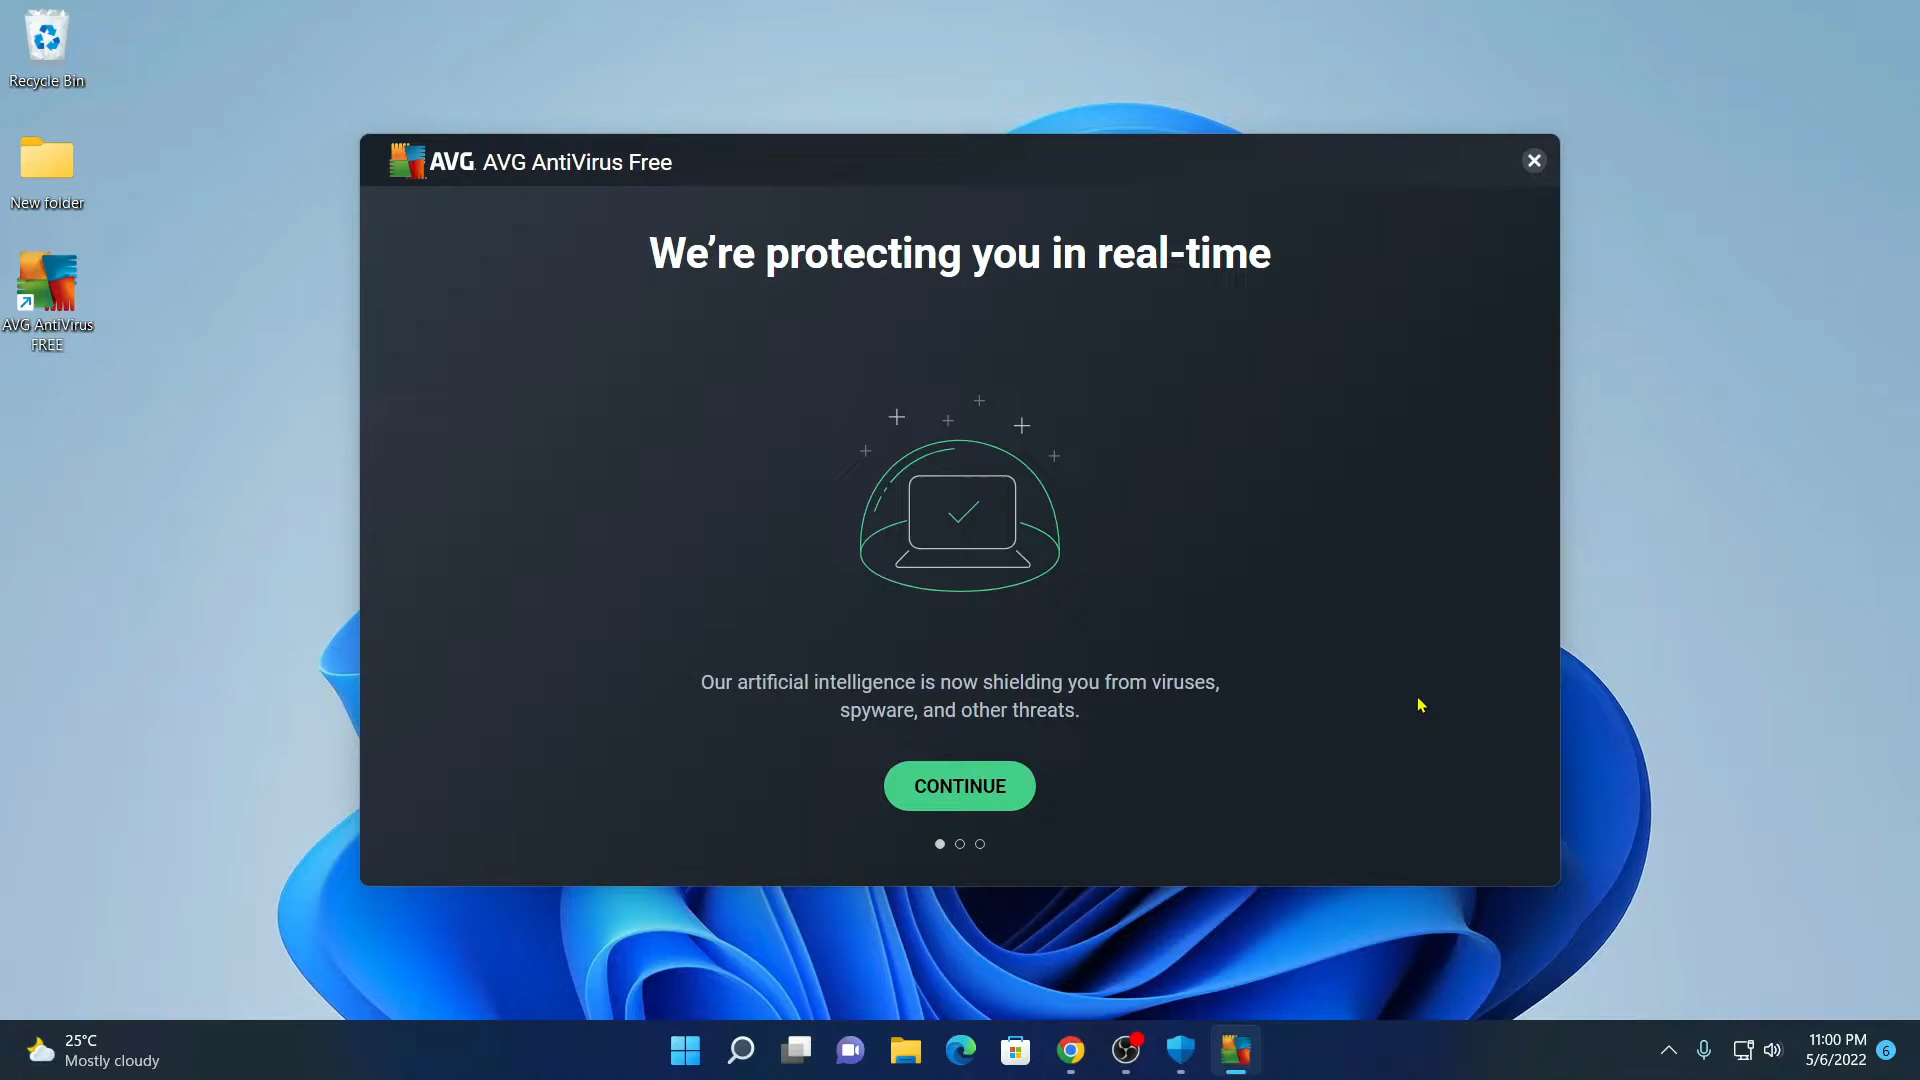 Recycle Bin
New folder
AVG AntiVirus
FREE
AVG AVG AntiVirus Free
We’re protecting you in real-time
Our artificial intelligence is now shielding you from viruses,
spyware, and other threats.
CONTINUE
25°C
Mostly cloudy
11:00 PM
5/6/2022
6